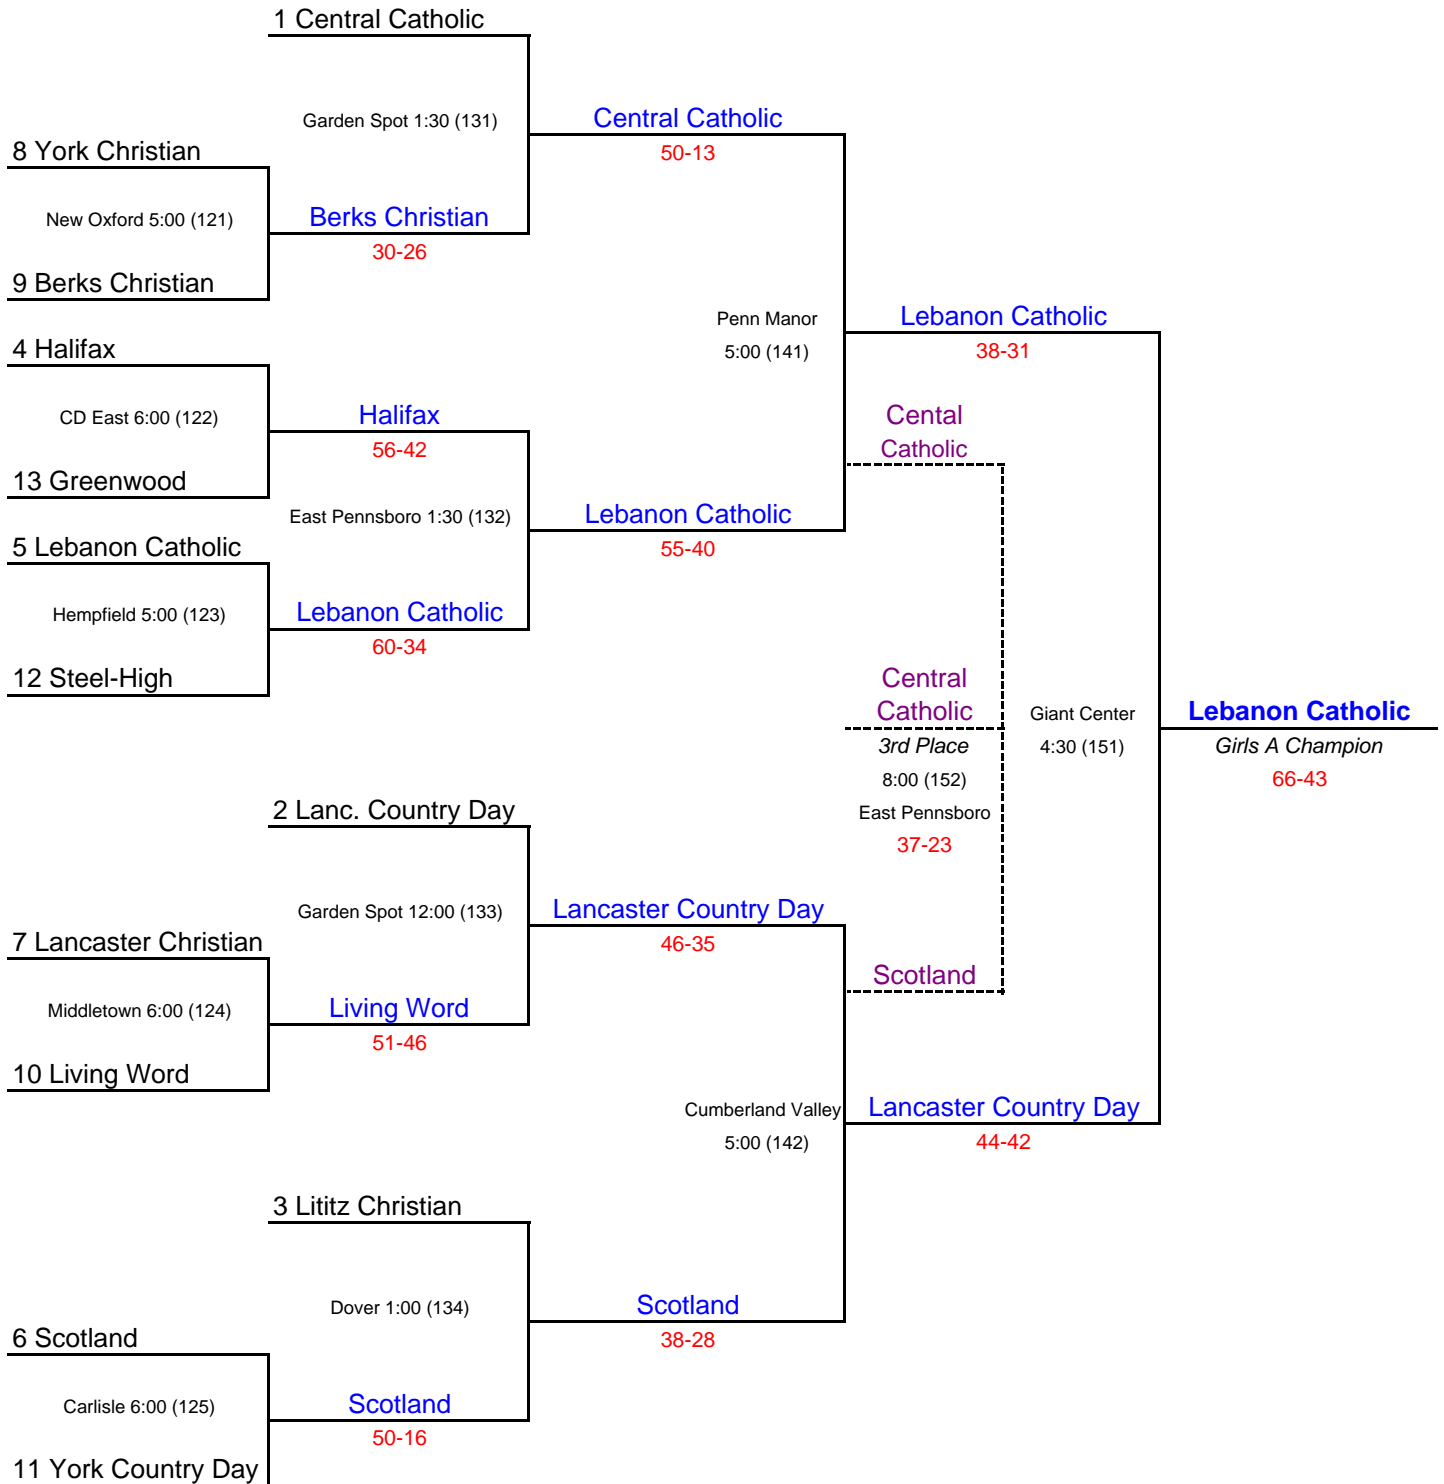 1 Central Catholic
Garden Spot 1:30 (131)
Central Catholic
50-13
8 York Christian
New Oxford 5:00 (121)
Berks Christian
30-26
9 Berks Christian
Penn Manor
5:00 (141)
Lebanon Catholic
38-31
4 Halifax
CD East 6:00 (122)
Halifax
56-42
Cental
Catholic
13 Greenwood
East Pennsboro 1:30 (132)
Lebanon Catholic
55-40
5 Lebanon Catholic
Hempfield 5:00 (123)
Lebanon Catholic
60-34
12 Steel-High
Central
Catholic
3rd Place
8:00 (152)
East Pennsboro
37-23
Giant Center
4:30 (151)
Lebanon Catholic
Girls A Champion
66-43
2 Lanc. Country Day
Garden Spot 12:00 (133)
Lancaster Country Day
46-35
7 Lancaster Christian
Scotland
Middletown 6:00 (124)
Living Word
51-46
10 Living Word
Cumberland Valley
5:00 (142)
Lancaster Country Day
44-42
3 Lititz Christian
Dover 1:00 (134)
Scotland
38-28
6 Scotland
Carlisle 6:00 (125)
Scotland
50-16
11 York Country Day